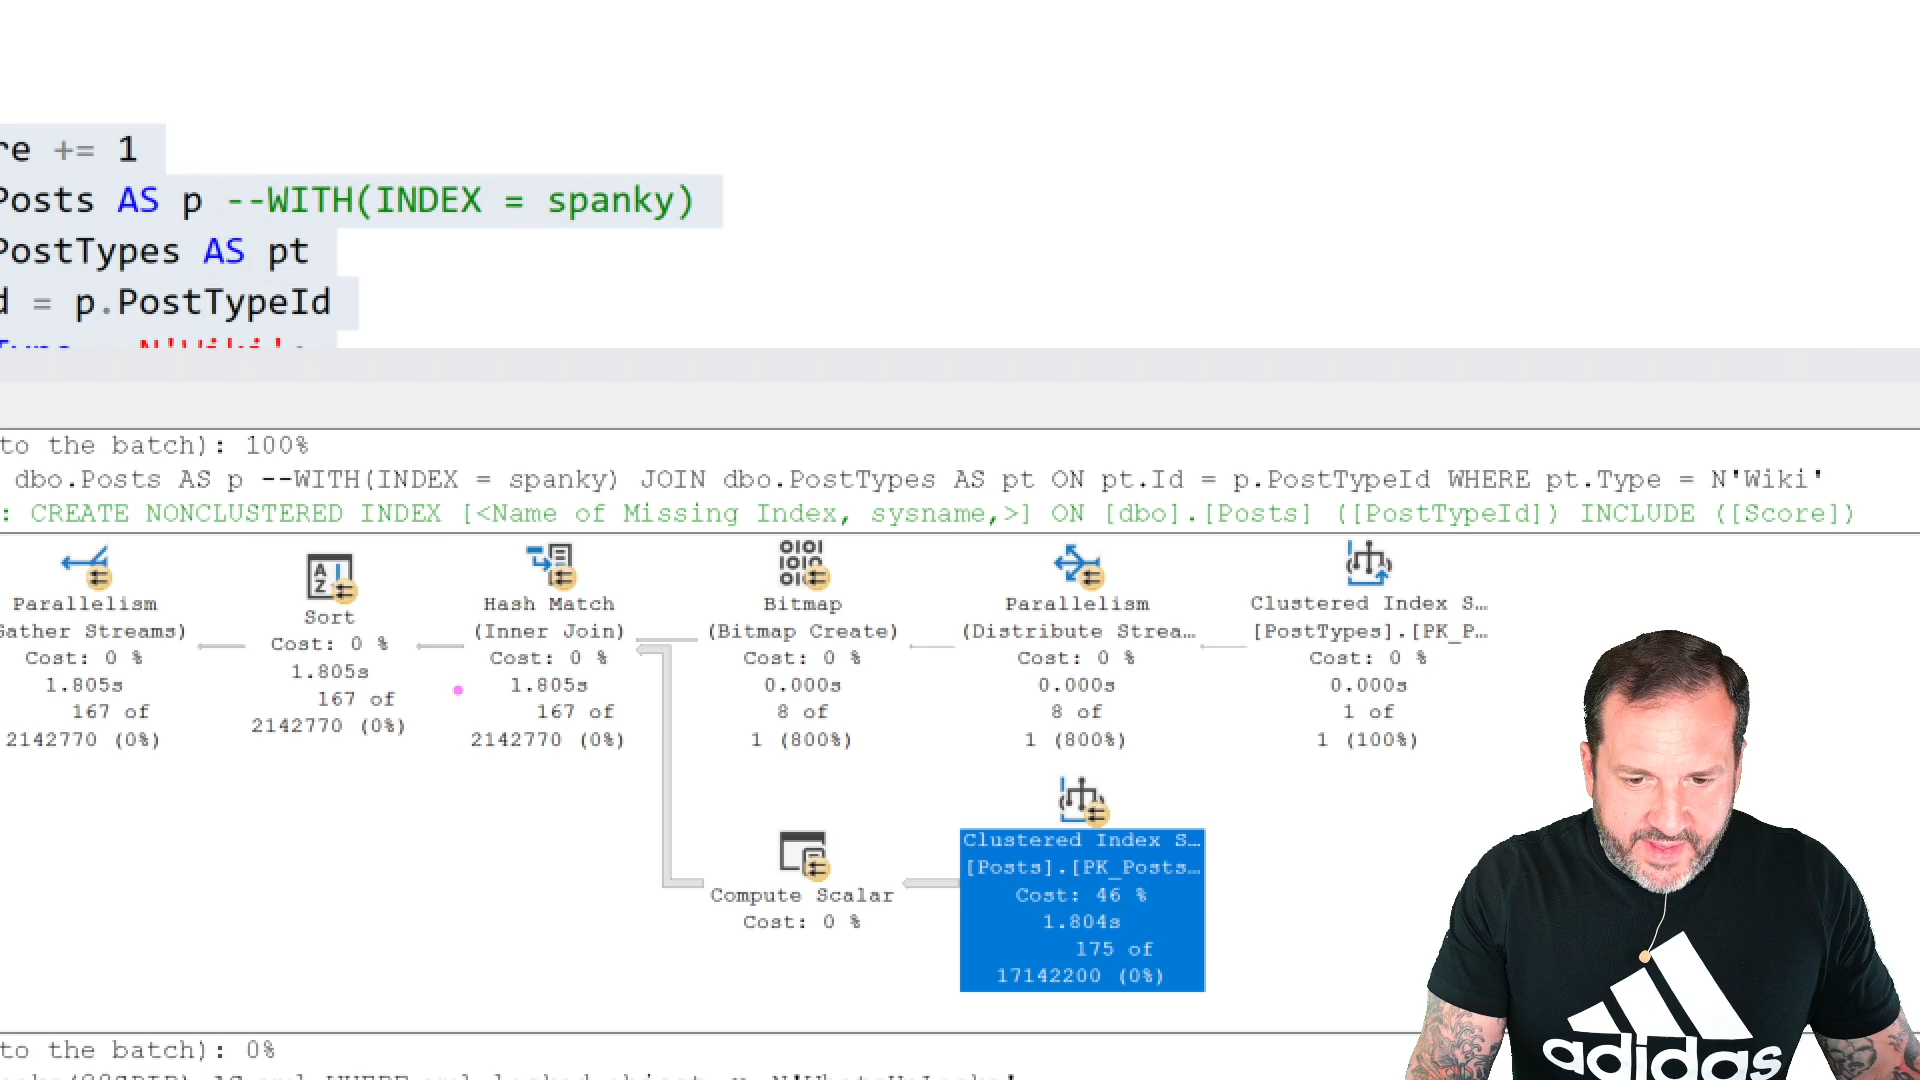 re += 1
Posts AS p --WITH(INDEX = spanky)
PostTypes AS pt
d = p.PostTypeId
N'Wiki'
to the batch): 100%
dbo.Posts AS p --WITH(INDEX = spanky) JOIN dbo.PostTypes AS pt ON pt.Id = p.PostTypeId WHERE pt.Type = N'Wiki'
: CREATE NONCLUSTERED INDEX [<Name of Missing Index, sysname,>] ON [dbo].[Posts] ([PostTypeId]) INCLUDE ([Score])
Parallelism
Gather Streams)
Cost: 0 %
1.805s
167 of
2142770 (0%)
Sort
Cost: 0 %
1.805s
167 of
2142770 (0%)
Hash Match
(Inner Join)
Cost: 0 %
1.805s
167 of
2142770 (0%)
Bitmap
(Bitmap Create)
Cost: 0 %
0.000s
8 of
1 (800%)
Parallelism
(Distribute Strea…
Cost: 0 %
0.000s
8 of
1 (800%)
Clustered Index S…
[PostTypes].[PK_P…
Cost: 0 %
0.000s
1 of
1 (100%)
Compute Scalar
Cost: 0 %
Clustered Index S…
[Posts].[PK_Posts…
Cost: 46 %
1.804s
175 of
17142200 (0%)
to the batch): 0%
adidas